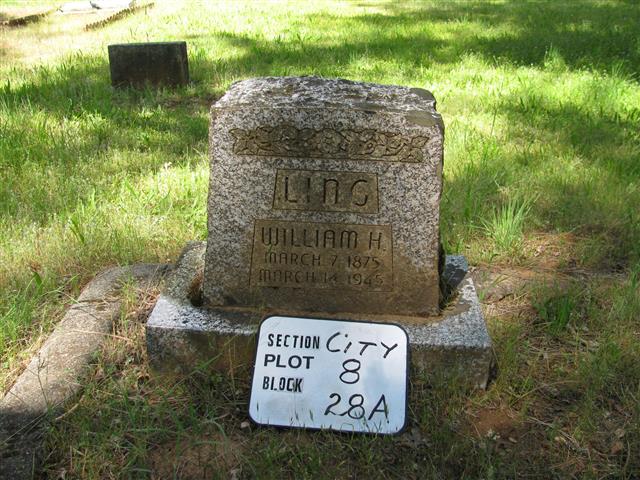 LING
WILLIAM H.
MARCH 7, 1875
MARCH 14, 1945
SECTION CITY
PLOT 8
BLOCK 28A